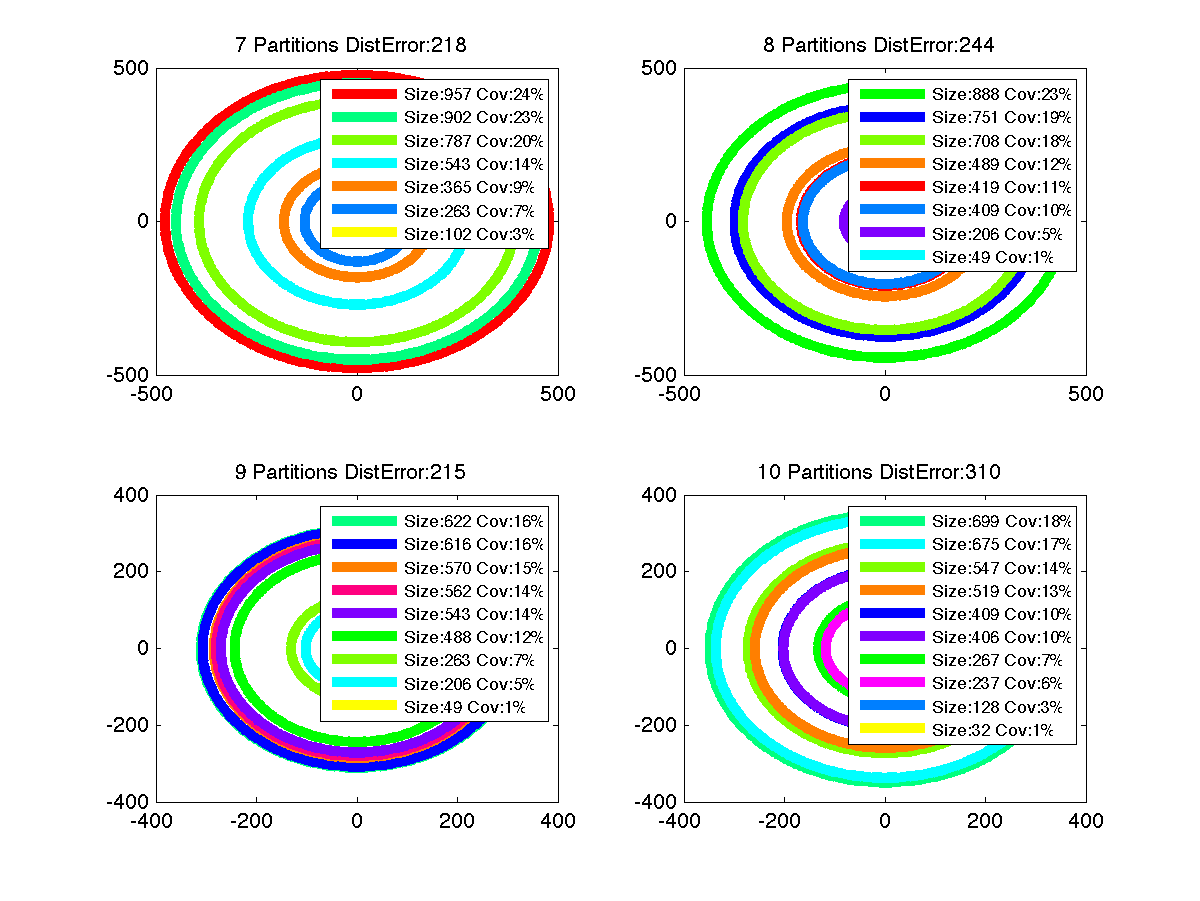 7 Partitions DistError:218
500
0
-500
-500 0 500
Size:957 Cov:24%
Size:902 Cov:23%
Size:787 Cov:20%
Size:543 Cov:14%
Size:365 Cov:9%
Size:263 Cov:7%
Size:102 Cov:3%
8 Partitions DistError:244
500
0
-500
-500 0 500
Size:888 Cov:23%
Size:751 Cov:19%
Size:708 Cov:18%
Size:489 Cov:12%
Size:419 Cov:11%
Size:409 Cov:10%
Size:206 Cov:5%
Size:49 Cov:1%
9 Partitions DistError:215
400
200
0
-200
-400
-400 -200 0 200 400
Size:622 Cov:16%
Size:616 Cov:16%
Size:570 Cov:15%
Size:562 Cov:14%
Size:543 Cov:14%
Size:488 Cov:12%
Size:263 Cov:7%
Size:206 Cov:5%
Size:49 Cov:1%
10 Partitions DistError:310
400
200
0
-200
-400
-400 -200 0 200 400
Size:699 Cov:18%
Size:675 Cov:17%
Size:547 Cov:14%
Size:519 Cov:13%
Size:409 Cov:10%
Size:406 Cov:10%
Size:267 Cov:7%
Size:237 Cov:6%
Size:128 Cov:3%
Size:32 Cov:1%